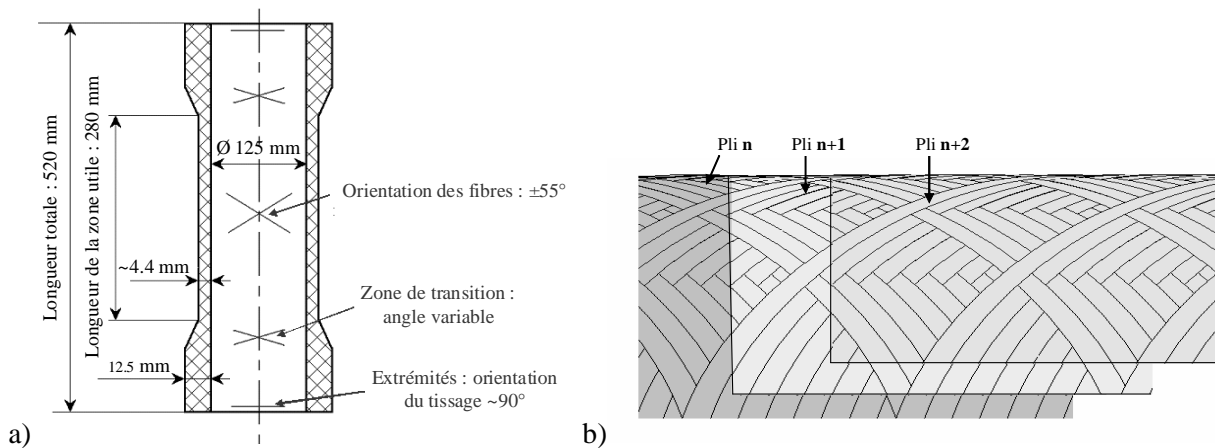 Longueur totale : 520 mm
Longueur de la zone utile : 280 mm
Ø 125 mm
Orientation des fibres : ±55°
~4.4 mm
Zone de transition :
angle variable
12.5 mm
Extrémités : orientation
du tissage ~90°
a)
Pli n
Pli n+1
Pli n+2
b)